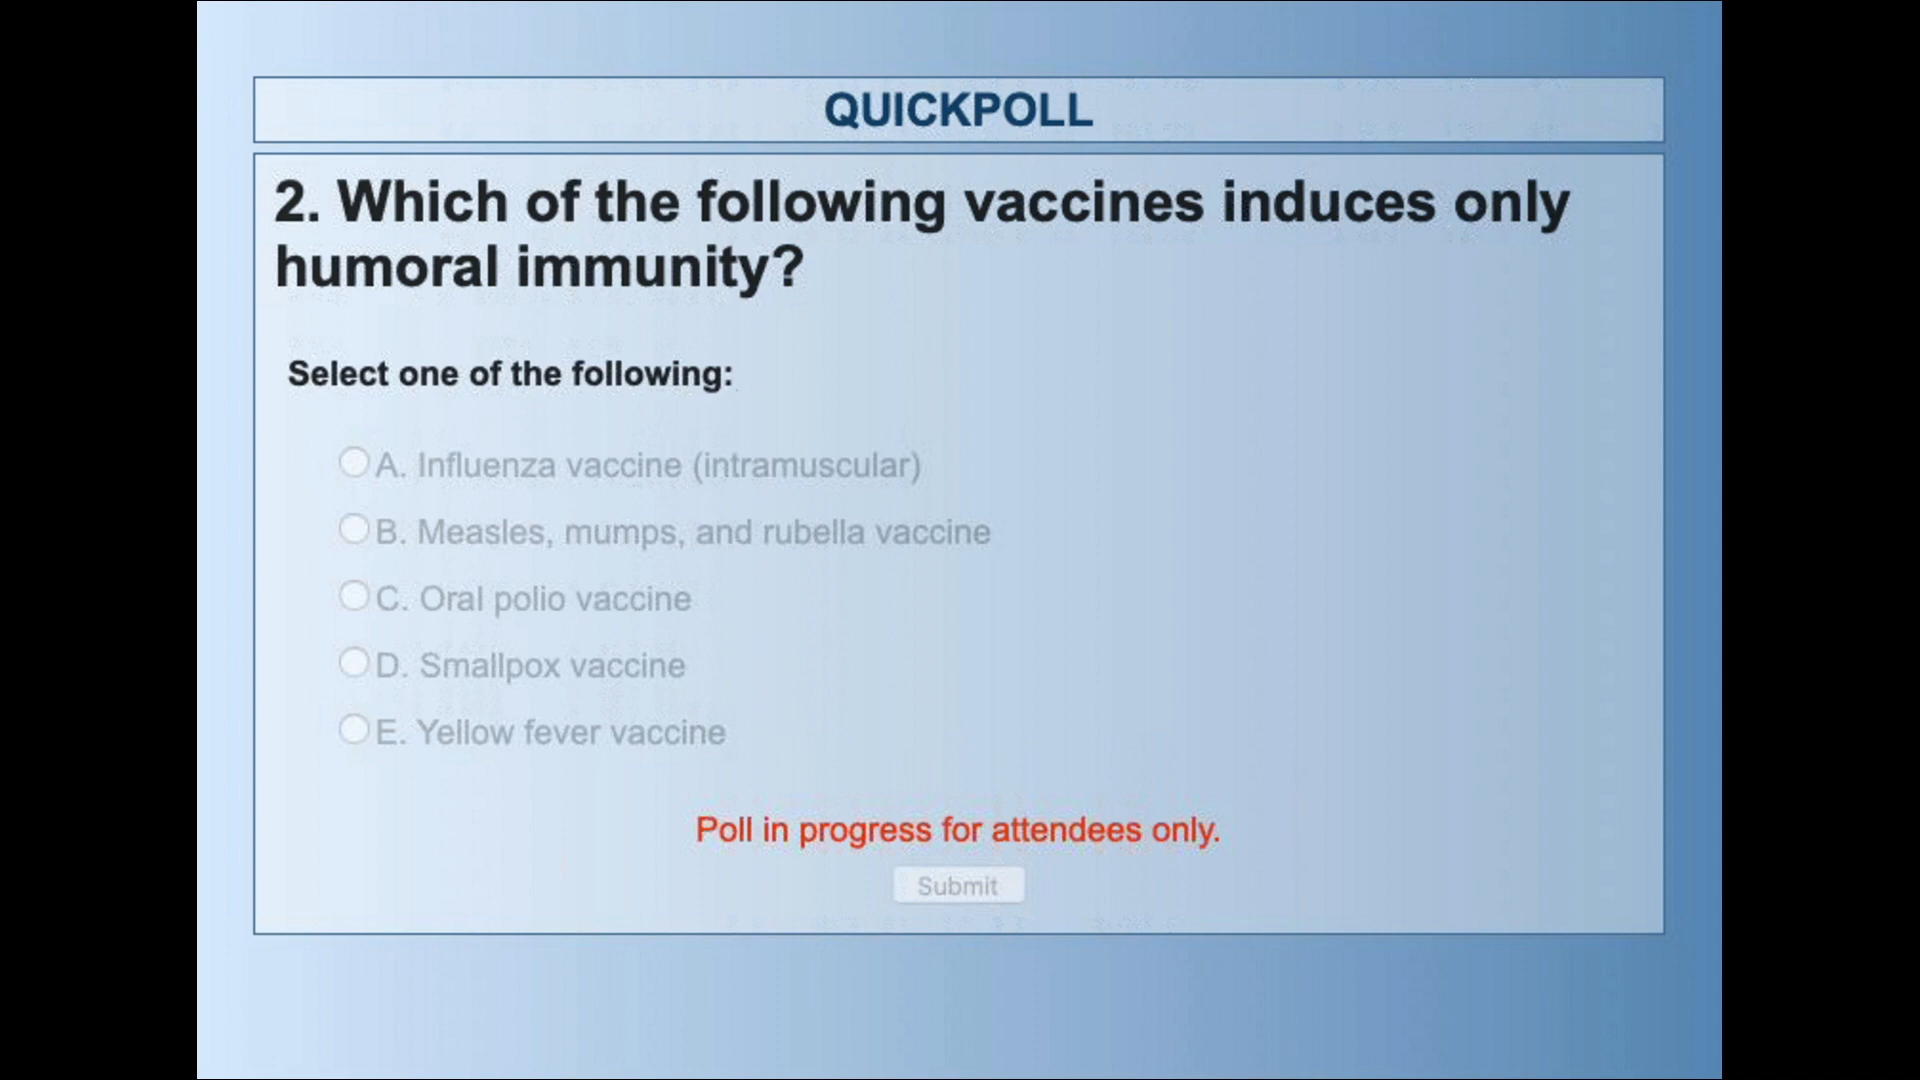 QUICKPOLL
2. Which of the following vaccines induces only
humoral immunity?
Select one of the following:
A. Influenza vaccine (intramuscular)
B. Measles, mumps, and rubella vaccine
C. Oral polio vaccine
D. Smallpox vaccine
E. Yellow fever vaccine
Poll in progress for attendees only.
Submit